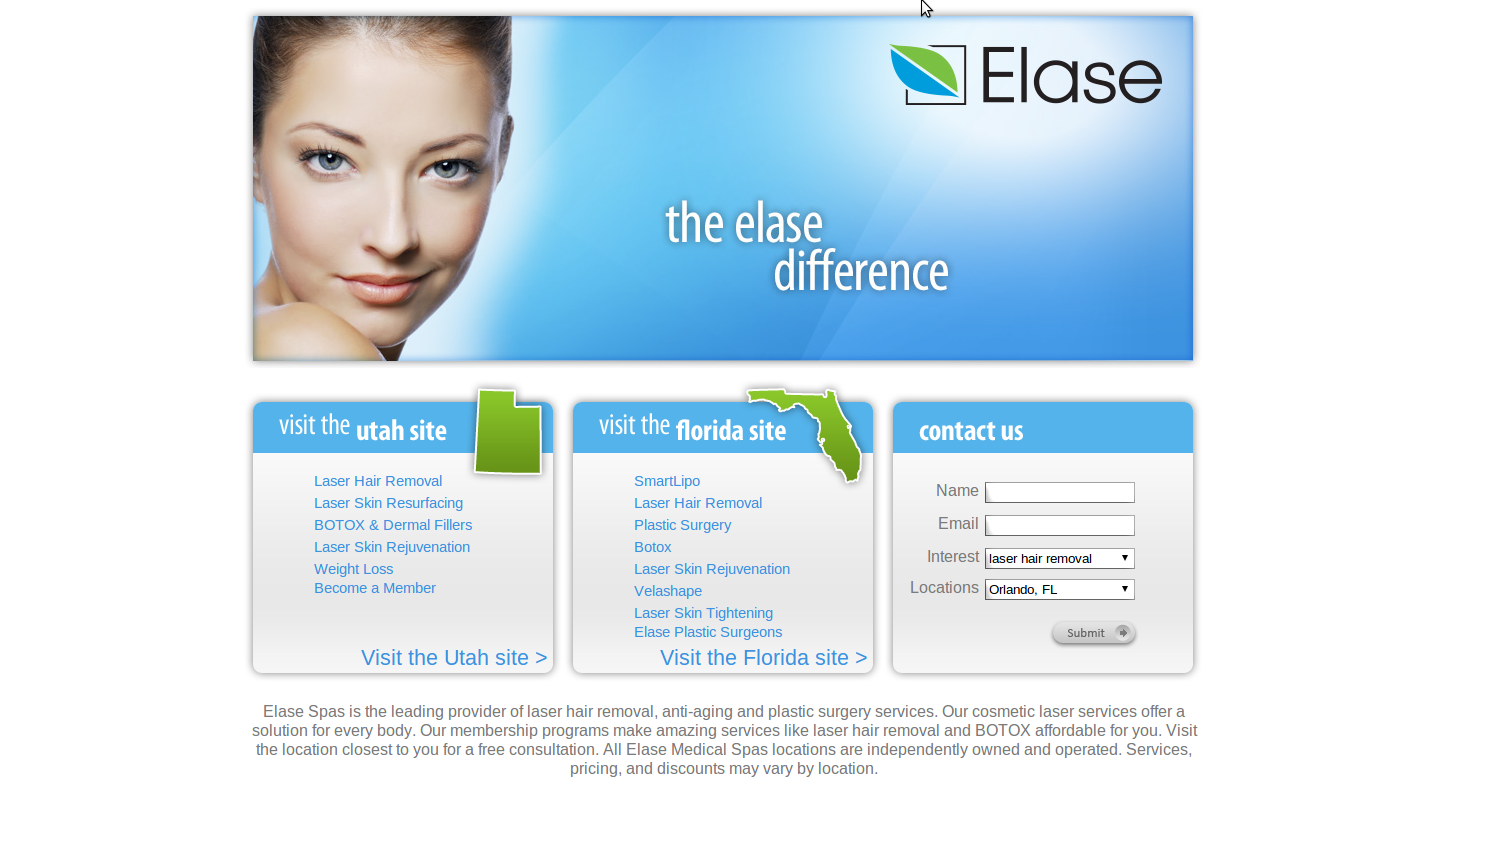 Elase
the elase
difference
visit the utah site
Laser Hair Removal
Laser Skin Resurfacing
BOTOX & Dermal Fillers
Laser Skin Rejuvenation
Weight Loss
Become a Member
Visit the Utah site >
visit the florida site
SmartLipo
Laser Hair Removal
Plastic Surgery
Botox
Laser Skin Rejuvenation
Velashape
Laser Skin Tightening
Elase Plastic Surgeons
Visit the Florida site >
contact us
Name
Email
Interest laser hair removal
Locations Orlando, FL
Submit
Elase Spas is the leading provider of laser hair removal, anti-aging and plastic surgery services. Our cosmetic laser services offer a
solution for every body. Our membership programs make amazing services like laser hair removal and BOTOX affordable for you. Visit
the location closest to you for a free consultation. All Elase Medical Spas locations are independently owned and operated. Services,
pricing, and discounts may vary by location.